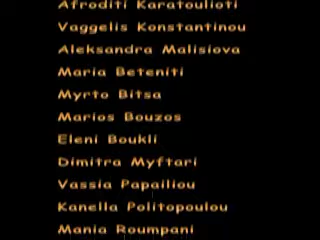 Afroditi Karatoulioti
Vaggelis Konstantinou
Aleksandra Malisiova
Maria Beteniti
Myrto Bitsa
Marios Bouzos
Eleni Boukli
Dimitra Myftari
Vassia Papailiou
Kanella Politopoulou
Mania Roumpani